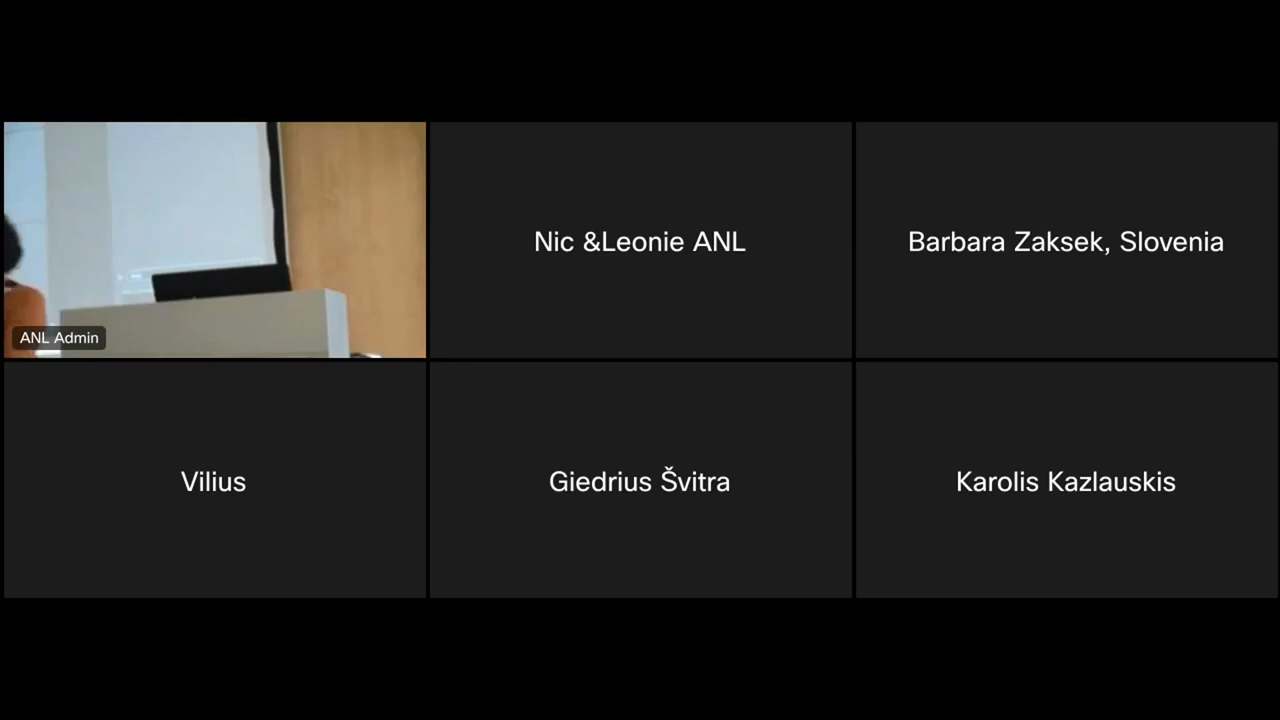 ANL Admin
Nic &Leonie ANL
Barbara Zaksek, Slovenia
Vilius
Giedrius Švitra
Karolis Kazlauskis